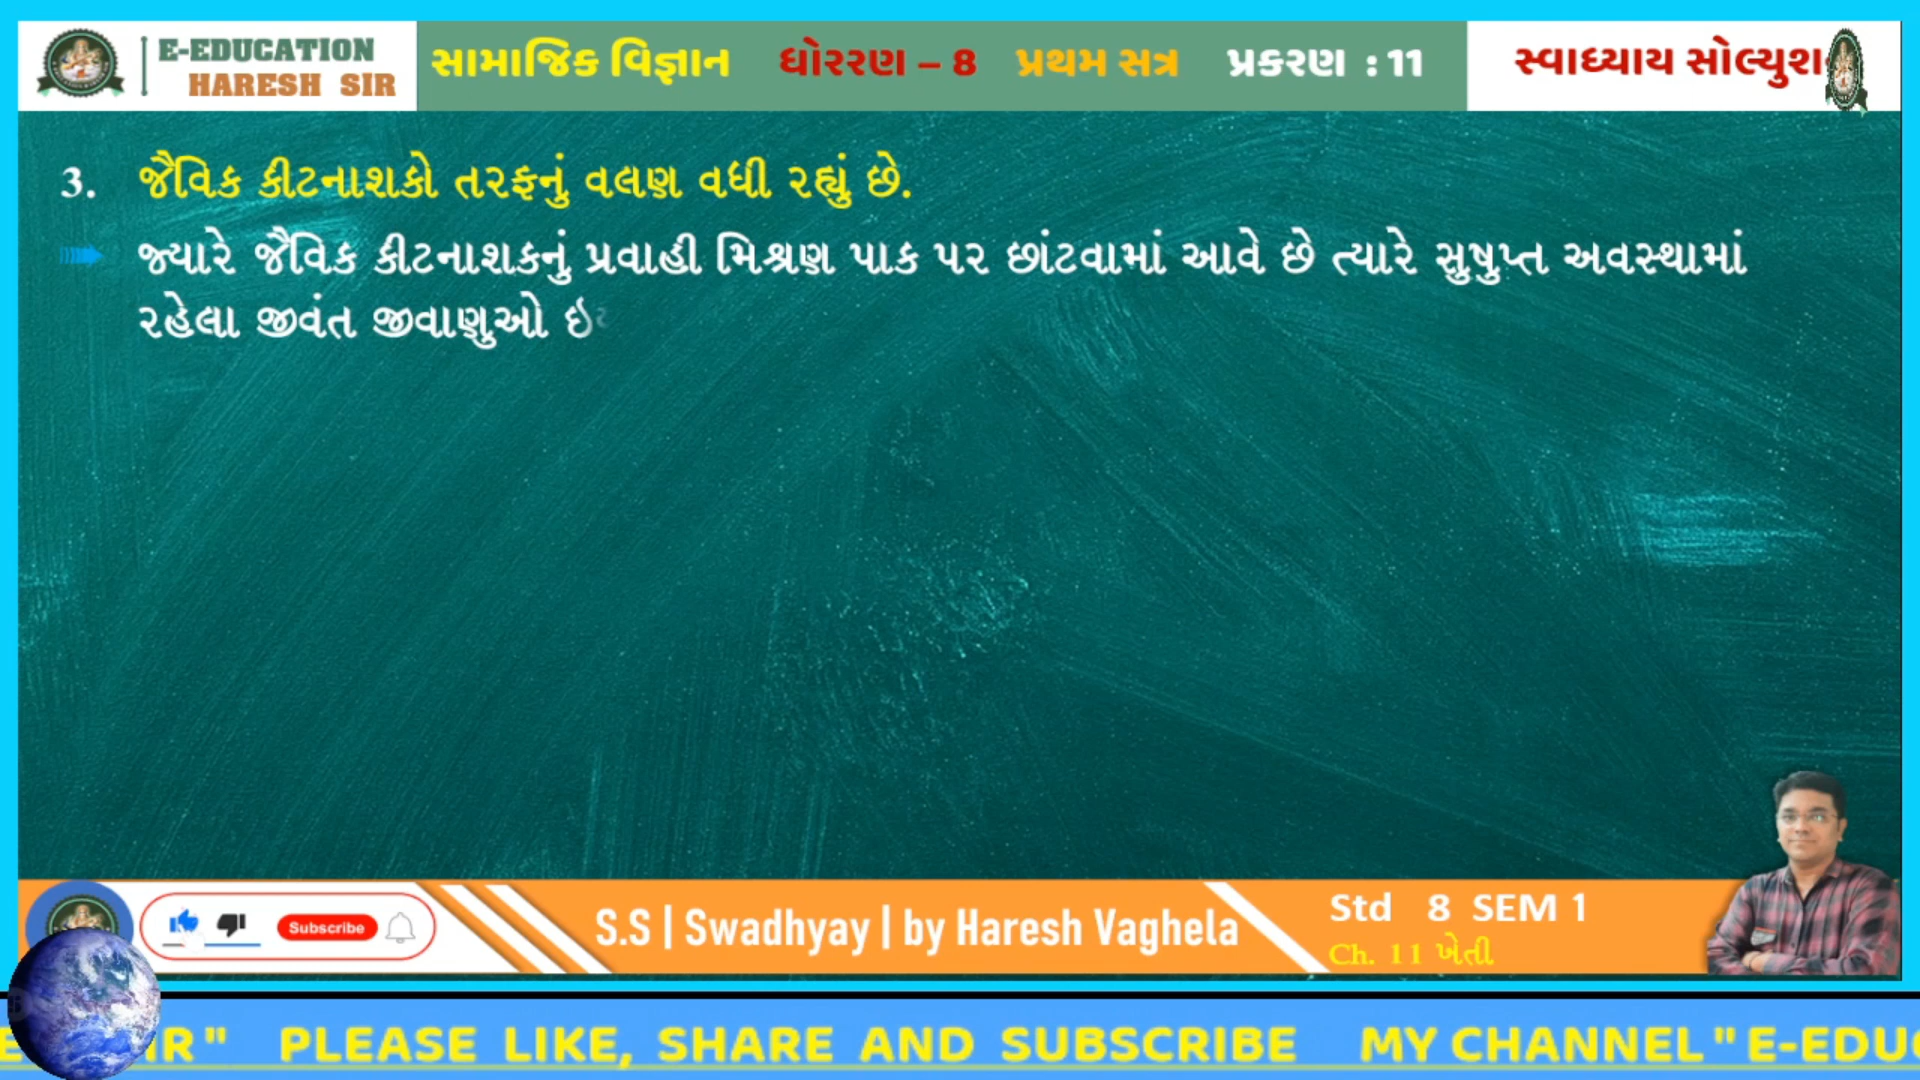 E-EDUCATION
HARESH SIR
સામાજિક વિજ્ઞાન ધોરરણ – 8 પ્રથમ સત્ર પ્રકરણ : 11
સ્વાધ્યાય સોલ્યુશ
3. જૈવિક કીટનાશકો તરફનું વલણ વધી રહ્યું છે.
જ્યારે જૈવિક કીટનાશકનું પ્રવાહી મિશ્રણ પાક પર છાંટવામાં આવે છે ત્યારે સુષુપ્ત અવસ્થામાં
રહેલા જીવંત જીવાણુઓ
Subscribe
S.S | Swadhyay | by Haresh Vaghela
Std 8 SEM 1
Ch. 11 ખેતી
IR" PLEASE LIKE, SHARE AND SUBSCRIBE MY CHANNEL "E-EDU